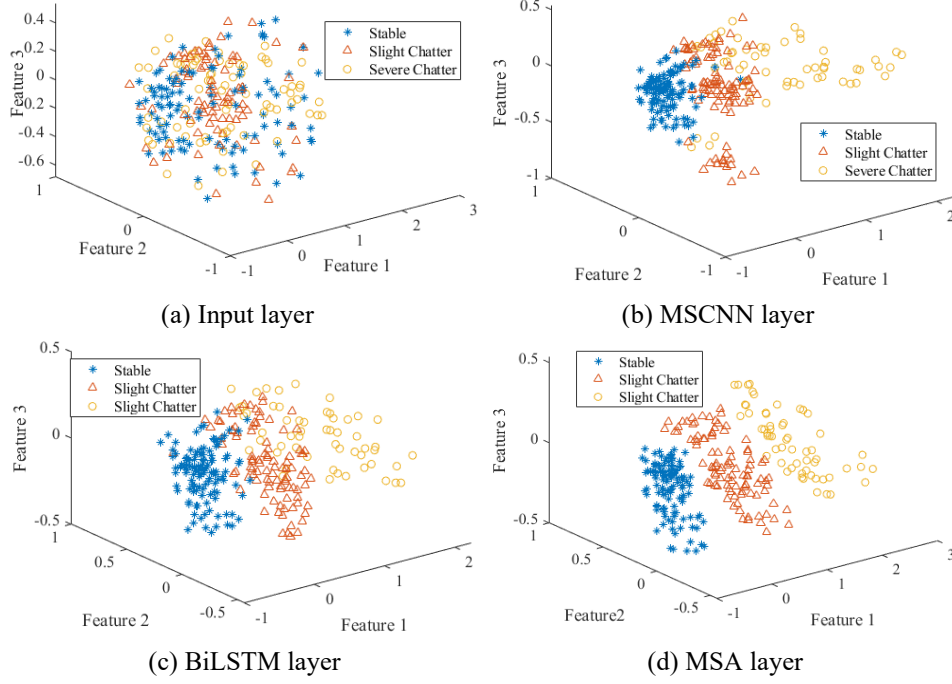 0.4
0.2
0
-0.2
-0.4
-0.6
Feature 3
Stable
Slight Chatter
Severe Chatter
1
0
-1
Feature 2
-1
0
1
2
3
Feature 1
(a) Input layer
0.5
0
-0.5
-1
Feature 3
Stable
Slight Chatter
Severe Chatter
1
0
-1
Feature 2
-1
0
1
2
Feature 1
(b) MSCNN layer
0.5
0
-0.5
Feature 3
Stable
Slight Chatter
Slight Chatter
1
0.5
0
-0.5
Feature 2
-1
0
1
2
Feature 1
(c) BiLSTM layer
0.5
0
-0.5
Feature 3
Stable
Slight Chatter
Slight Chatter
1
0.5
0
-0.5
Feature2
-1
0
1
2
3
Feature 1
(d) MSA layer